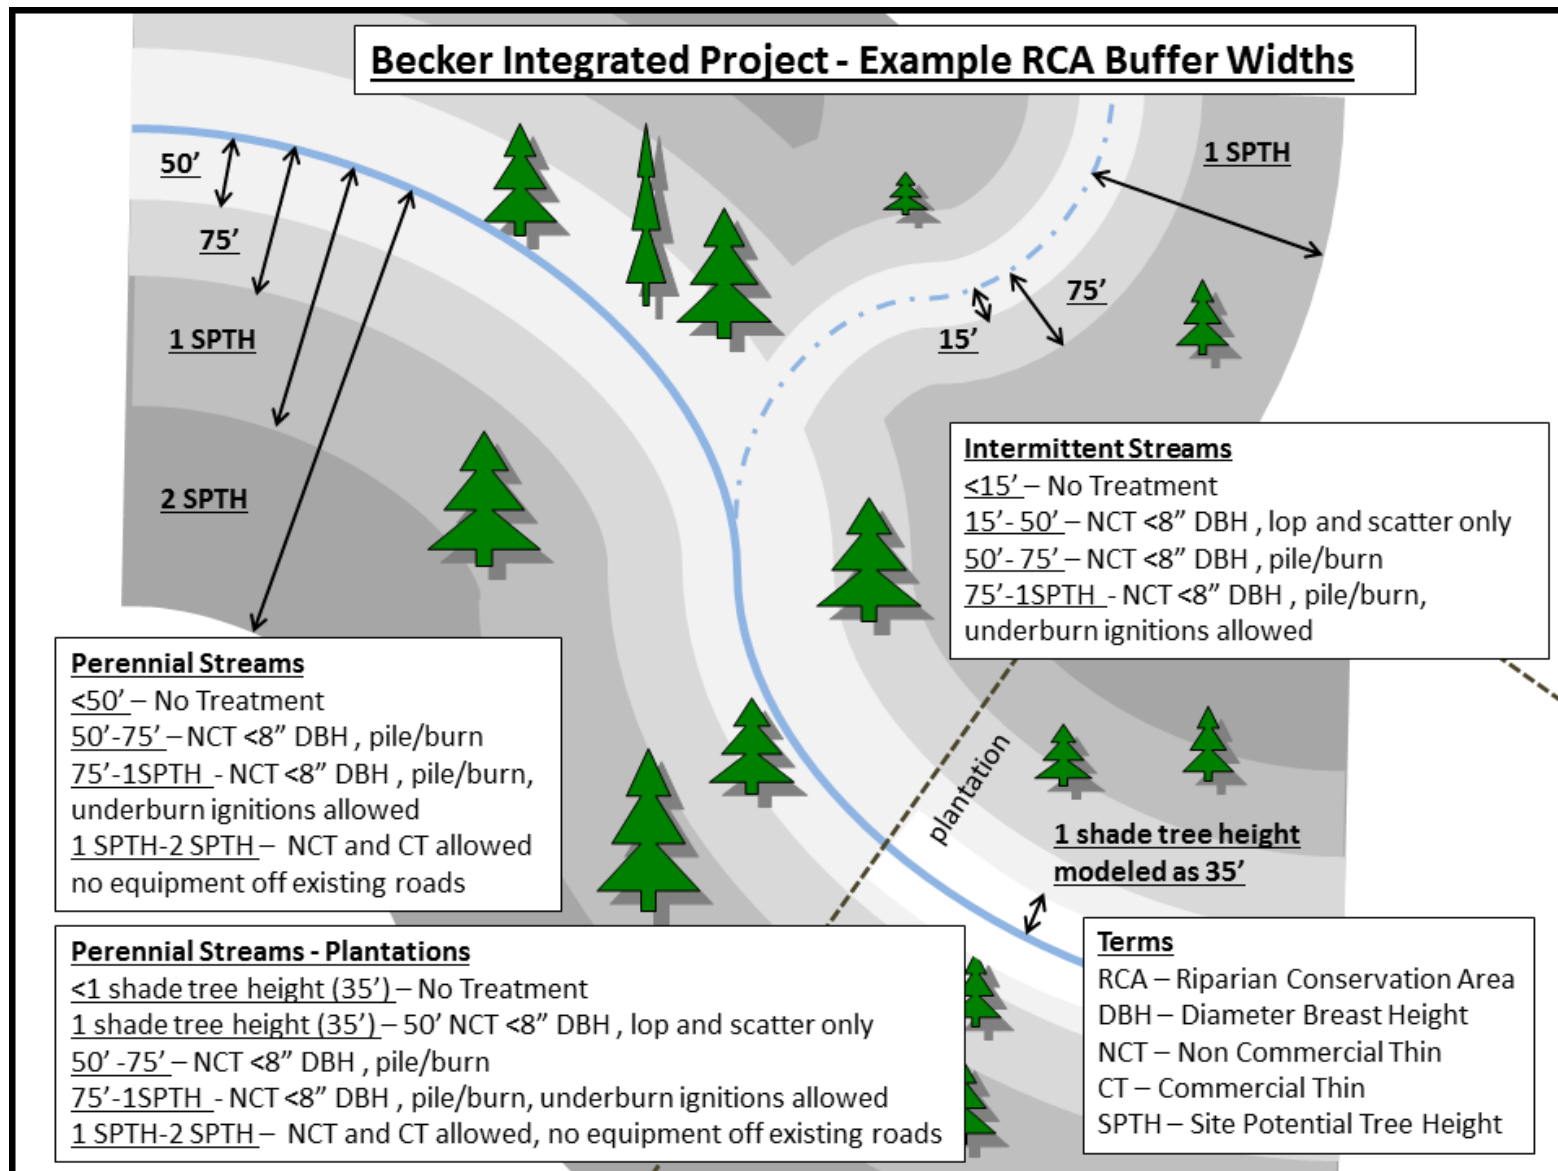 Becker Integrated Project - Example RCA Buffer Widths
50’
75’
1 SPTH
2 SPTH
1 SPTH
75’
15’
Intermittent Streams
<15’ – No Treatment
15’- 50’ – NCT <8” DBH , lop and scatter only
50’- 75’ – NCT <8” DBH , pile/burn
75’-1SPTH - NCT <8” DBH , pile/burn,
underburn ignitions allowed
Perennial Streams
<50’ – No Treatment
50’-75’ – NCT <8” DBH , pile/burn
75’-1SPTH - NCT <8” DBH , pile/burn,
underburn ignitions allowed
1 SPTH-2 SPTH – NCT and CT allowed
no equipment off existing roads
plantation
1 shade tree height
modeled as 35’
Perennial Streams - Plantations
<1 shade tree height (35’) – No Treatment
1 shade tree height (35’) – 50’ NCT <8” DBH , lop and scatter only
50’ -75’ – NCT <8” DBH , pile/burn
75’-1SPTH - NCT <8” DBH , pile/burn, underburn ignitions allowed
1 SPTH-2 SPTH – NCT and CT allowed, no equipment off existing roads
Terms
RCA – Riparian Conservation Area
DBH – Diameter Breast Height
NCT – Non Commercial Thin
CT – Commercial Thin
SPTH – Site Potential Tree Height